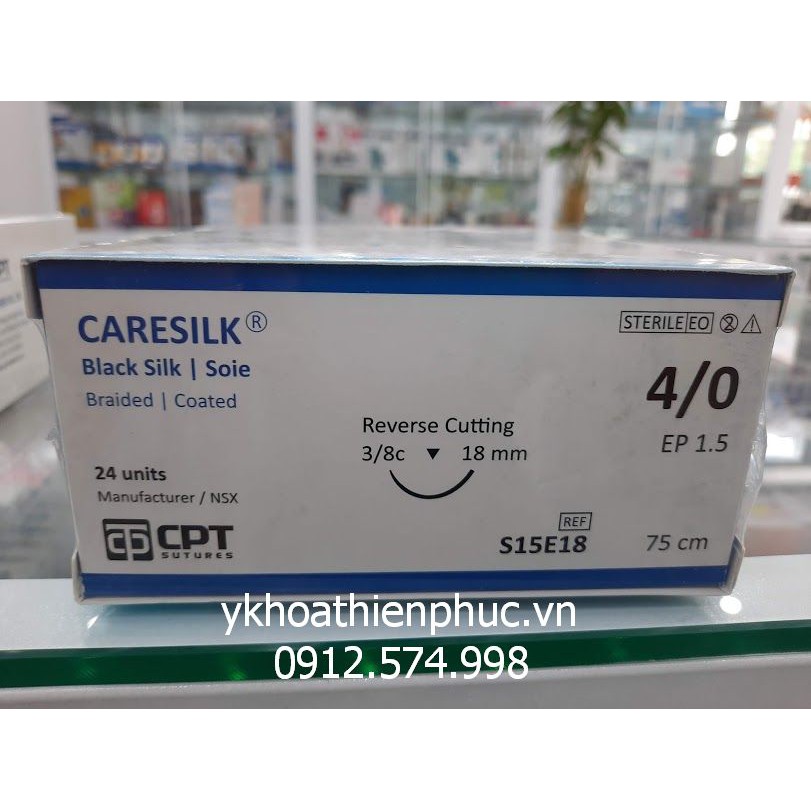 CPT
CARESILK®
Black Silk | Soie
Braided | Coated
24 units
Manufacturer / NSX
CPT
SUTURES
Reverse Cutting
3/8c ▼ 18 mm
STERILE EO
4/0
EP 1.5
REF
S15E18
75 cm
ykhoathienphuc.vn
0912.574.998